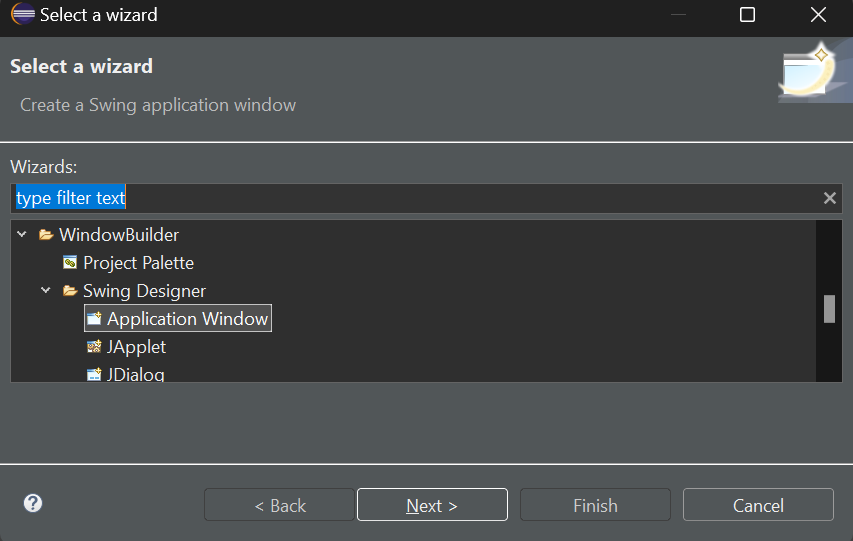 Select a wizard
Select a wizard
Create a Swing application window
Wizards:
type filter text
WindowBuilder
Project Palette
Swing Designer
Application Window
JApplet
JDialog
? < Back Next > Finish Cancel